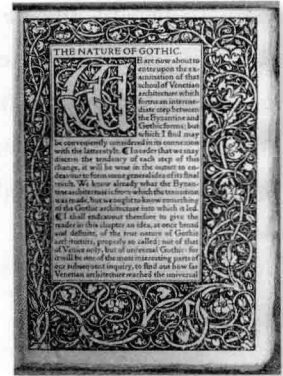 THE NATURE OF GOTHIC.
WE are now about to
enter upon the ex-
amination of that
school of Venetian
architecture which
forms an interme-
diate step between
the Byzantine and
Gothic forms; but
which I find may
be conveniently considered in its connexion
with the latter style. ¶ In order that we may
discern the tendency of each step of this
change, it will be wise in the outset to en-
deavour to form some general idea of its final
result. We know already what the Byzan-
tine architecture is from which the transition
was made, but we ought to know something
of the Gothic architecture into which it led.
¶ I shall endeavour therefore to give the
reader in this chapter an idea, at once broad
and definite, of the true nature of Gothic
architecture, properly so called; not of that
of Venice only, but of universal Gothic: for
it will be one of the most interesting parts of
our subsequent inquiry, to find out how far
Venetian architecture reached the universal